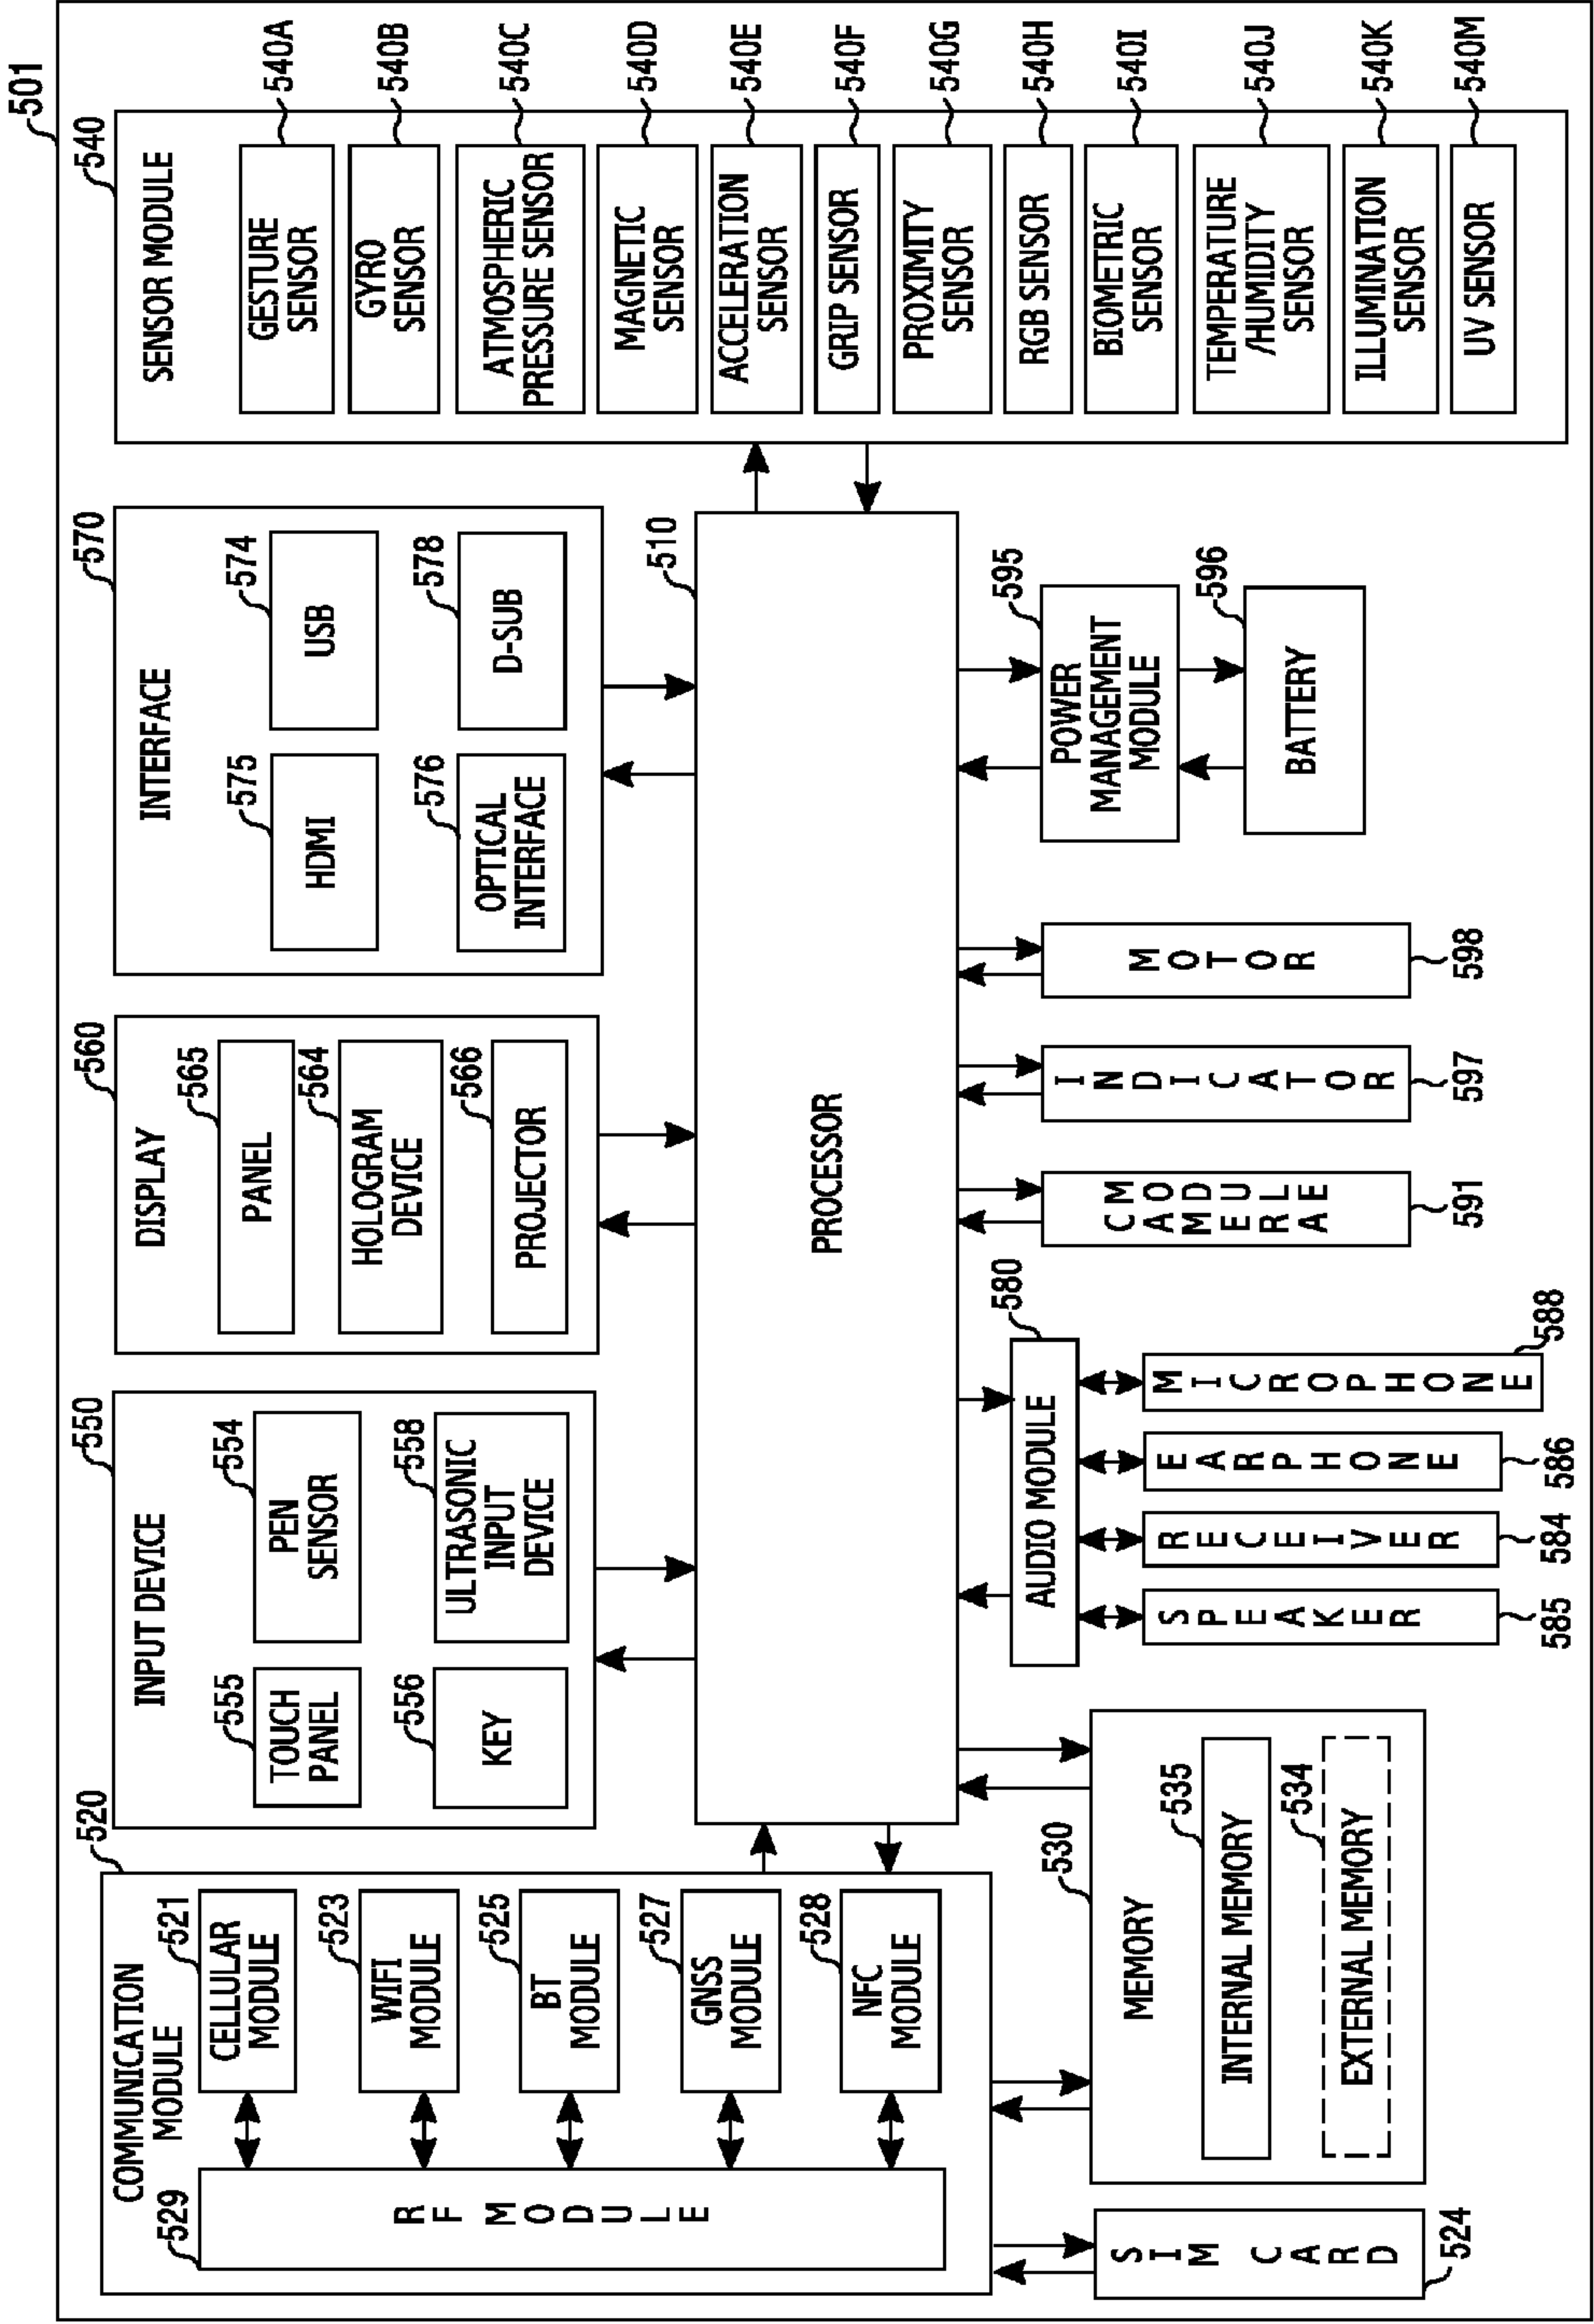 501
520
COMMUNICATION
MODULE
529
RF MODULE
521
CELLULAR
MODULE
523
WIFI
MODULE
525
BT
MODULE
527
GNSS
MODULE
528
NFC
MODULE
550
INPUT DEVICE
555
TOUCH
PANEL
554
PEN
SENSOR
556
KEY
558
ULTRASONIC
INPUT
DEVICE
560
DISPLAY
565
PANEL
564
HOLOGRAM
DEVICE
566
PROJECTOR
570
INTERFACE
575
HDMI
574
USB
576
OPTICAL
INTERFACE
578
D-SUB
540
SENSOR MODULE
GESTURE
SENSOR
540A
GYRO
SENSOR
540B
ATMOSPHERIC
PRESSURE SENSOR
540C
MAGNETIC
SENSOR
540D
ACCELERATION
SENSOR
540E
GRIP SENSOR
540F
PROXIMITY
SENSOR
540G
RGB SENSOR
540H
BIOMETRIC
SENSOR
540I
TEMPERATURE
/HUMIDITY
SENSOR
540J
ILLUMINATION
SENSOR
540K
UV SENSOR
540M
510
PROCESSOR
SIM CARD
524
530
MEMORY
535
INTERNAL MEMORY
534
EXTERNAL MEMORY
580
AUDIO MODULE
SPEAKER
585
RECEIVER
584
EARPHONE
586
MICROPHONE
588
CAMERA
MODULE
591
INDICATOR
597
MOTOR
598
595
POWER
MANAGEMENT
MODULE
596
BATTERY